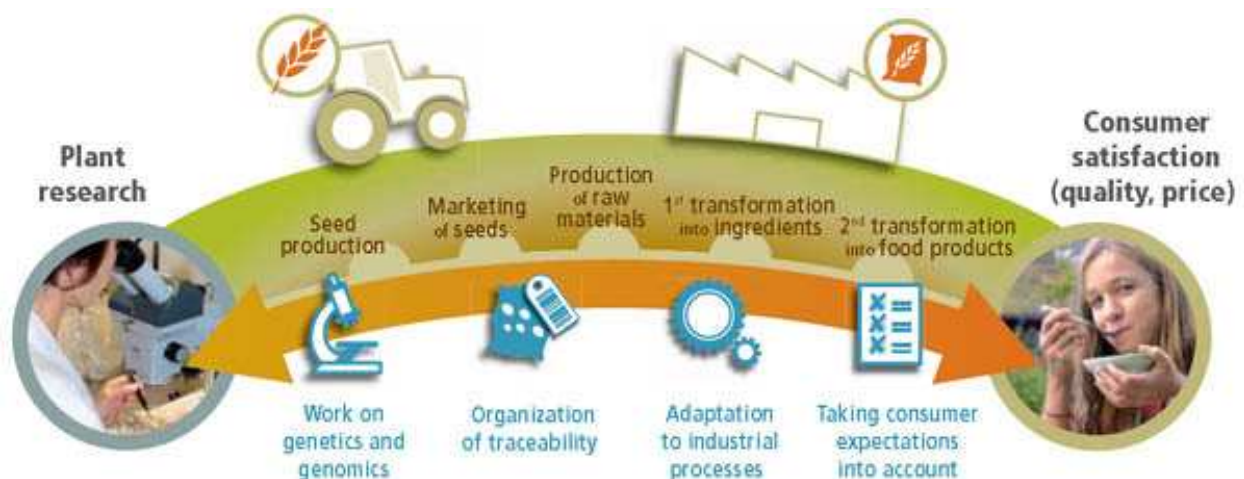 Plant
research
Seed
production
Marketing
of seeds
Production
of raw
materials
1st transformation
into ingredients
2nd transformation
into food products
Consumer
satisfaction
(quality, price)
Work on
genetics and
genomics
Organization
of traceability
Adaptation
to industrial
processes
Taking consumer
expectations
into account